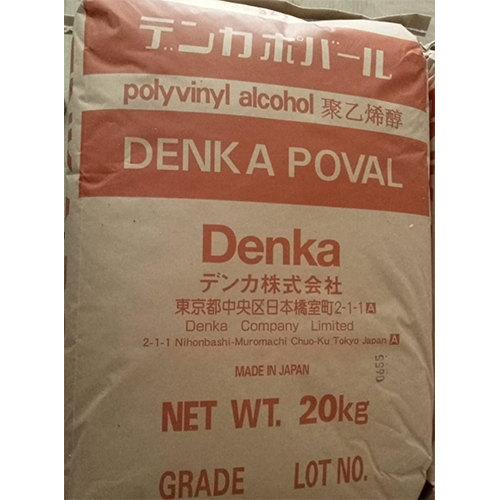 デンカポバール
polyvinyl alcohol 聚乙烯醇
DENKA POVAL
Denka
デンカ株式会社
東京都中央区日本橋室町2-1-1 A
Denka Company Limited
2-1-1 Nihonbashi-Muromachi Chuo-Ku Tokyo Japan A
0655
MADE IN JAPAN
NET WT. 20kg
GRADE LOT NO.